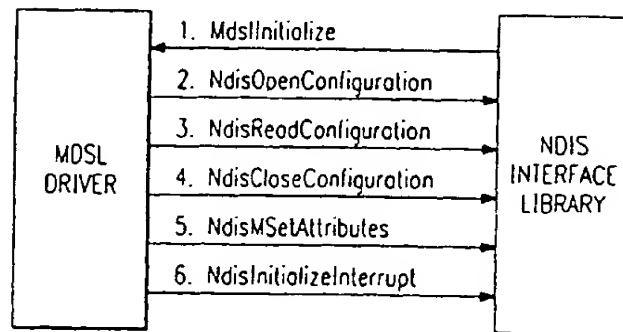 1. MdslInitialize
2. NdisOpenConfiguration
3. NdisReadConfiguration
4. NdisCloseConfiguration
5. NdisMSetAttributes
6. NdisInitializeInterrupt
MDSL
DRIVER
NDIS
INTERFACE
LIBRARY